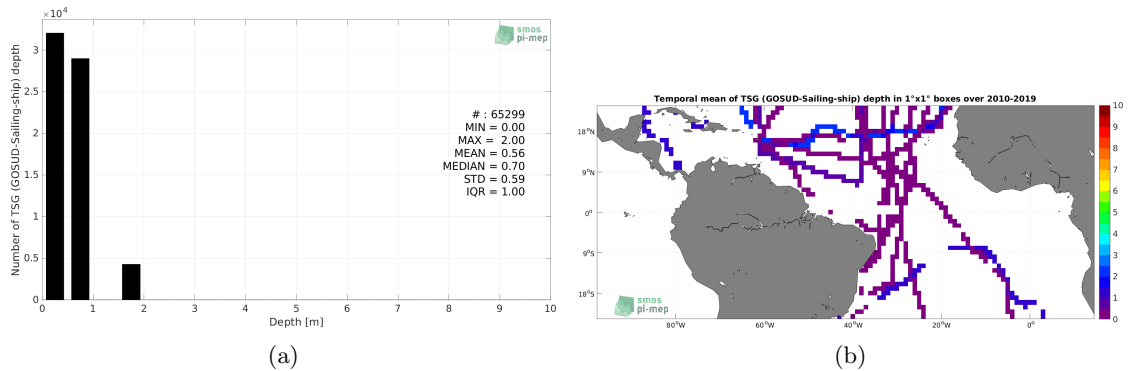 ×10⁴
smos
pi-mep
Number of TSG (GOSUD-Sailing-ship) depth
3
2.5
2
1.5
1
0.5
0
# : 65299
MIN = 0.00
MAX = 2.00
MEAN = 0.56
MEDIAN = 0.70
STD = 0.59
IQR = 1.00
0 1 2 3 4 5 6 7 8 9 10
Depth [m]
(a)
Temporal mean of TSG (GOSUD-Sailing-ship) depth in 1°x1° boxes over 2010-2019
18°N
9°N
0°
9°S
18°S
smos
pi-mep
80°W 60°W 40°W 20°W 0°
10
9
8
7
6
5
4
3
2
1
0
(b)